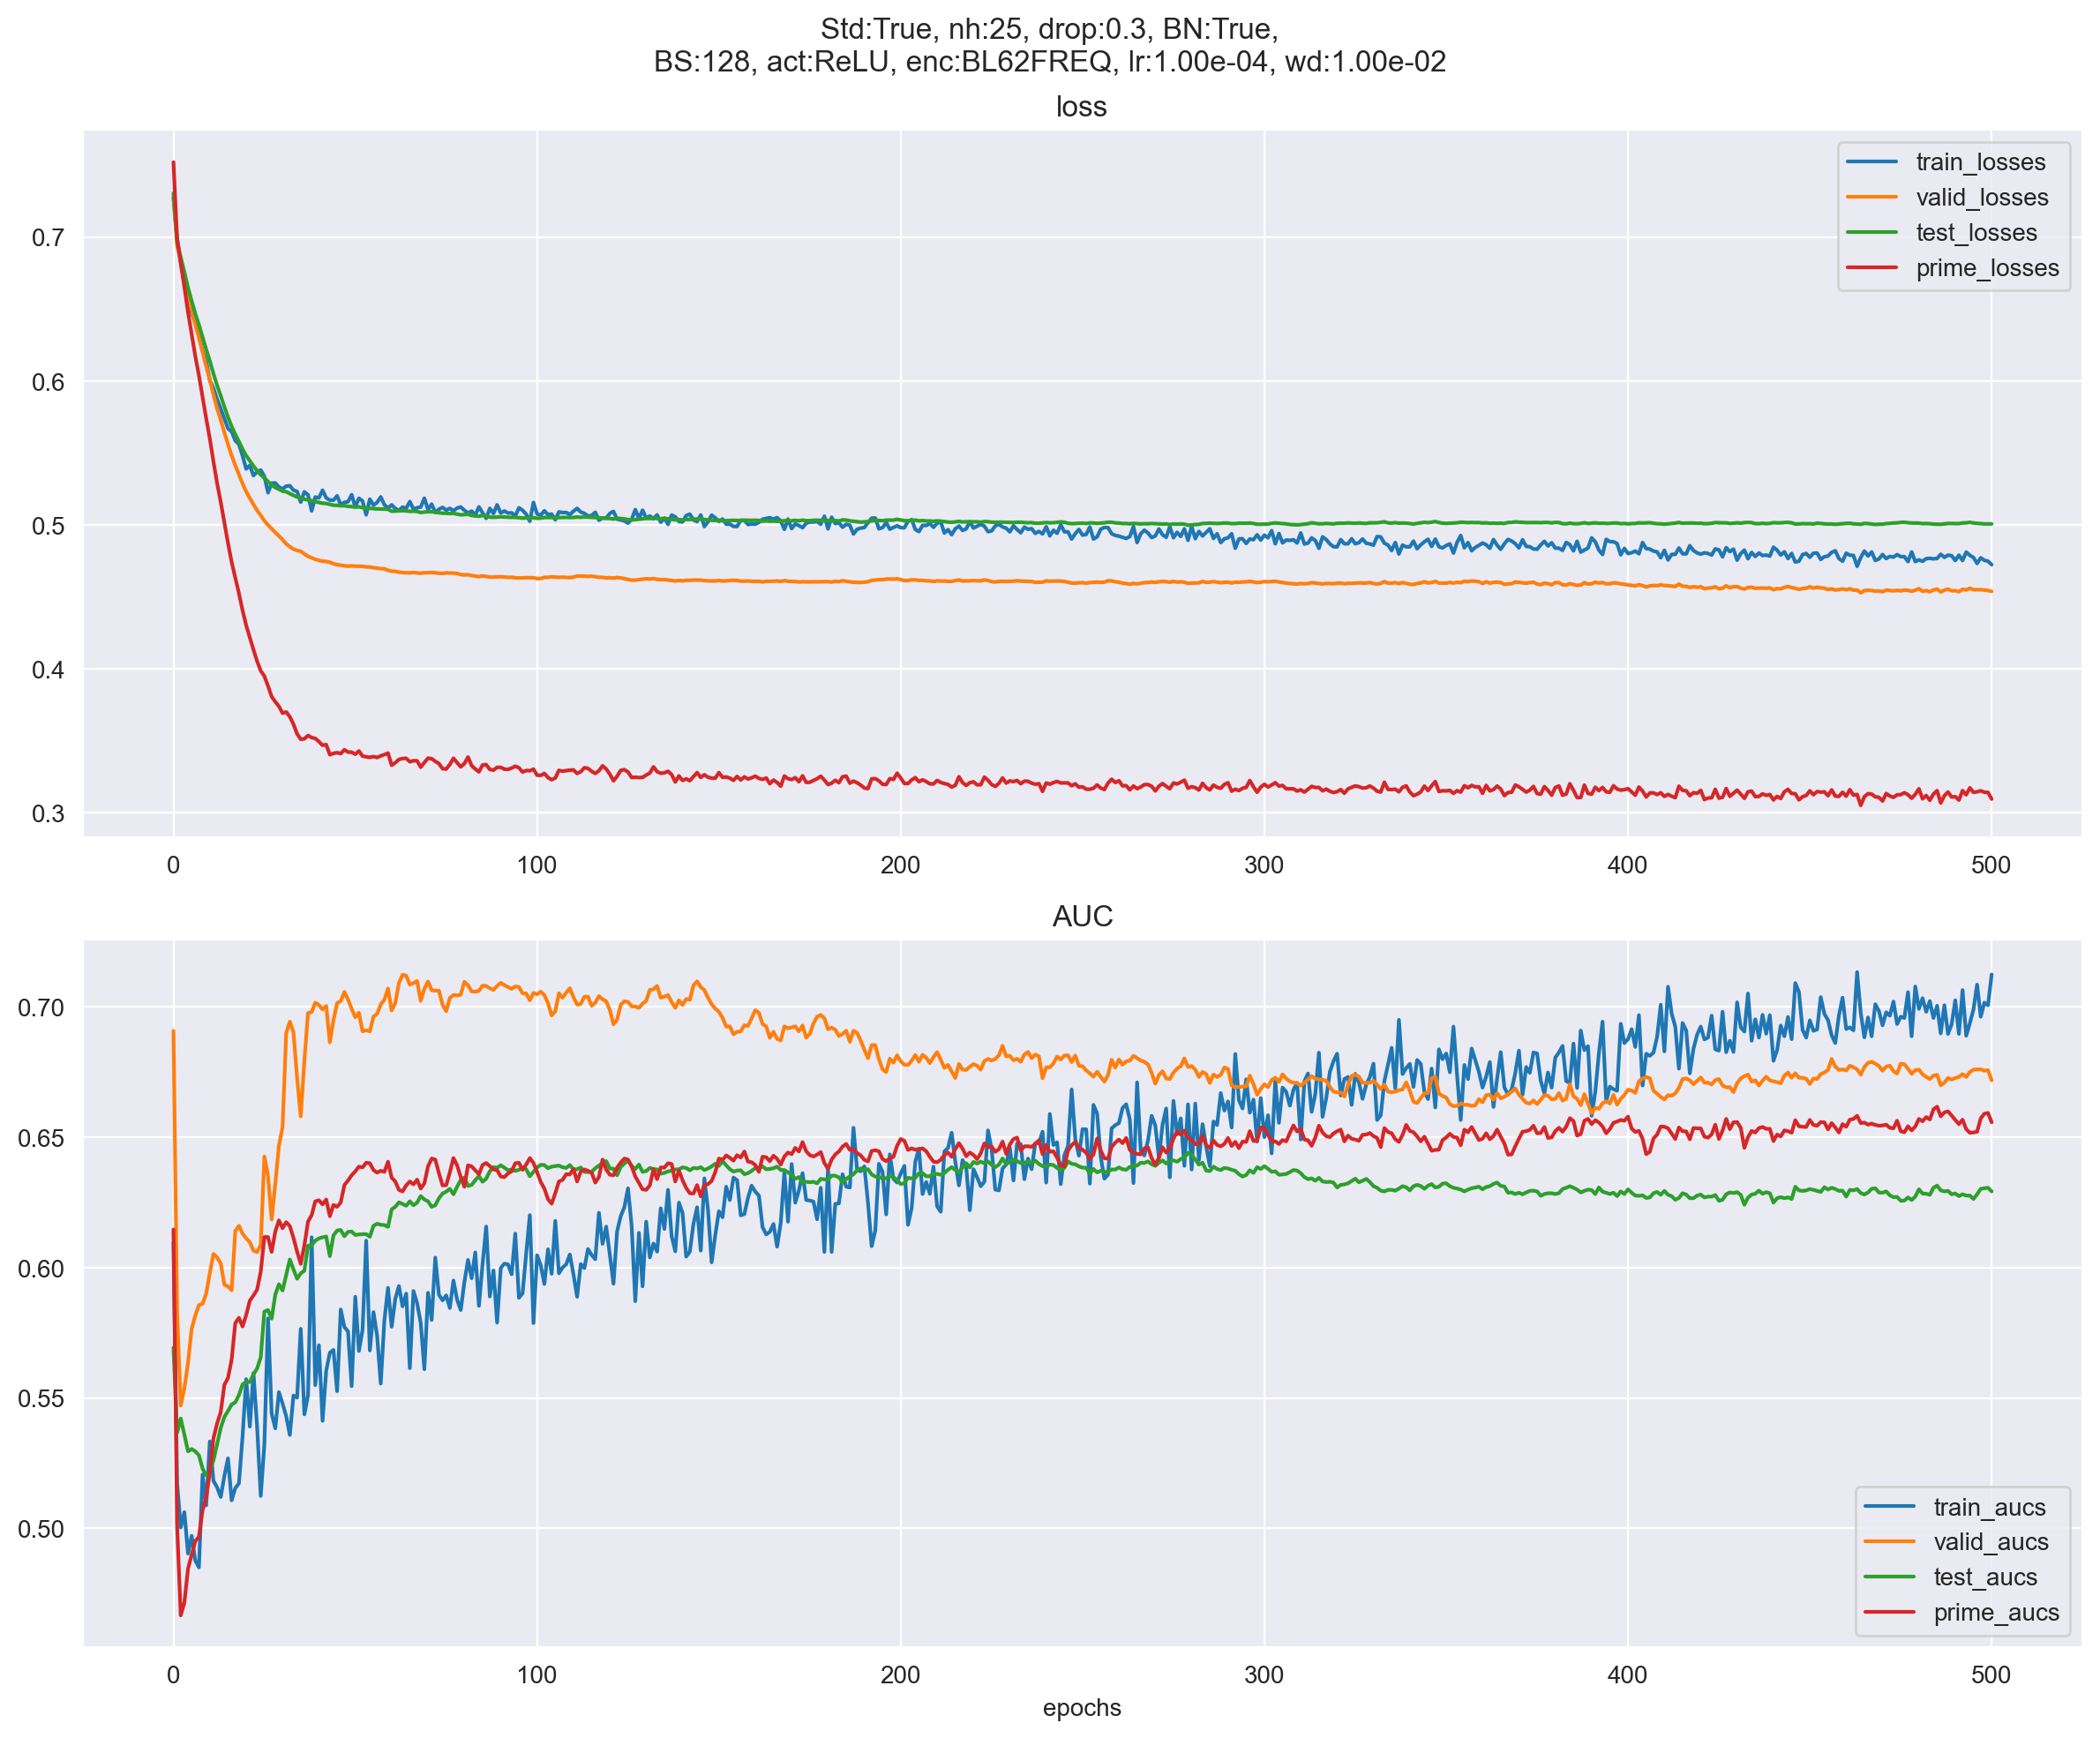 Std:True, nh:25, drop:0.3, BN:True,
BS:128, act:ReLU, enc:BL62FREQ, lr:1.00e-04, wd:1.00e-02
loss
train_losses
valid_losses
test_losses
prime_losses
0.7
0.6
0.5
0.4
0.3
0 100 200 300 400 500
AUC
0.70
0.65
0.60
0.55
0.50
train_aucs
valid_aucs
test_aucs
prime_aucs
0 100 200 300 400 500
epochs